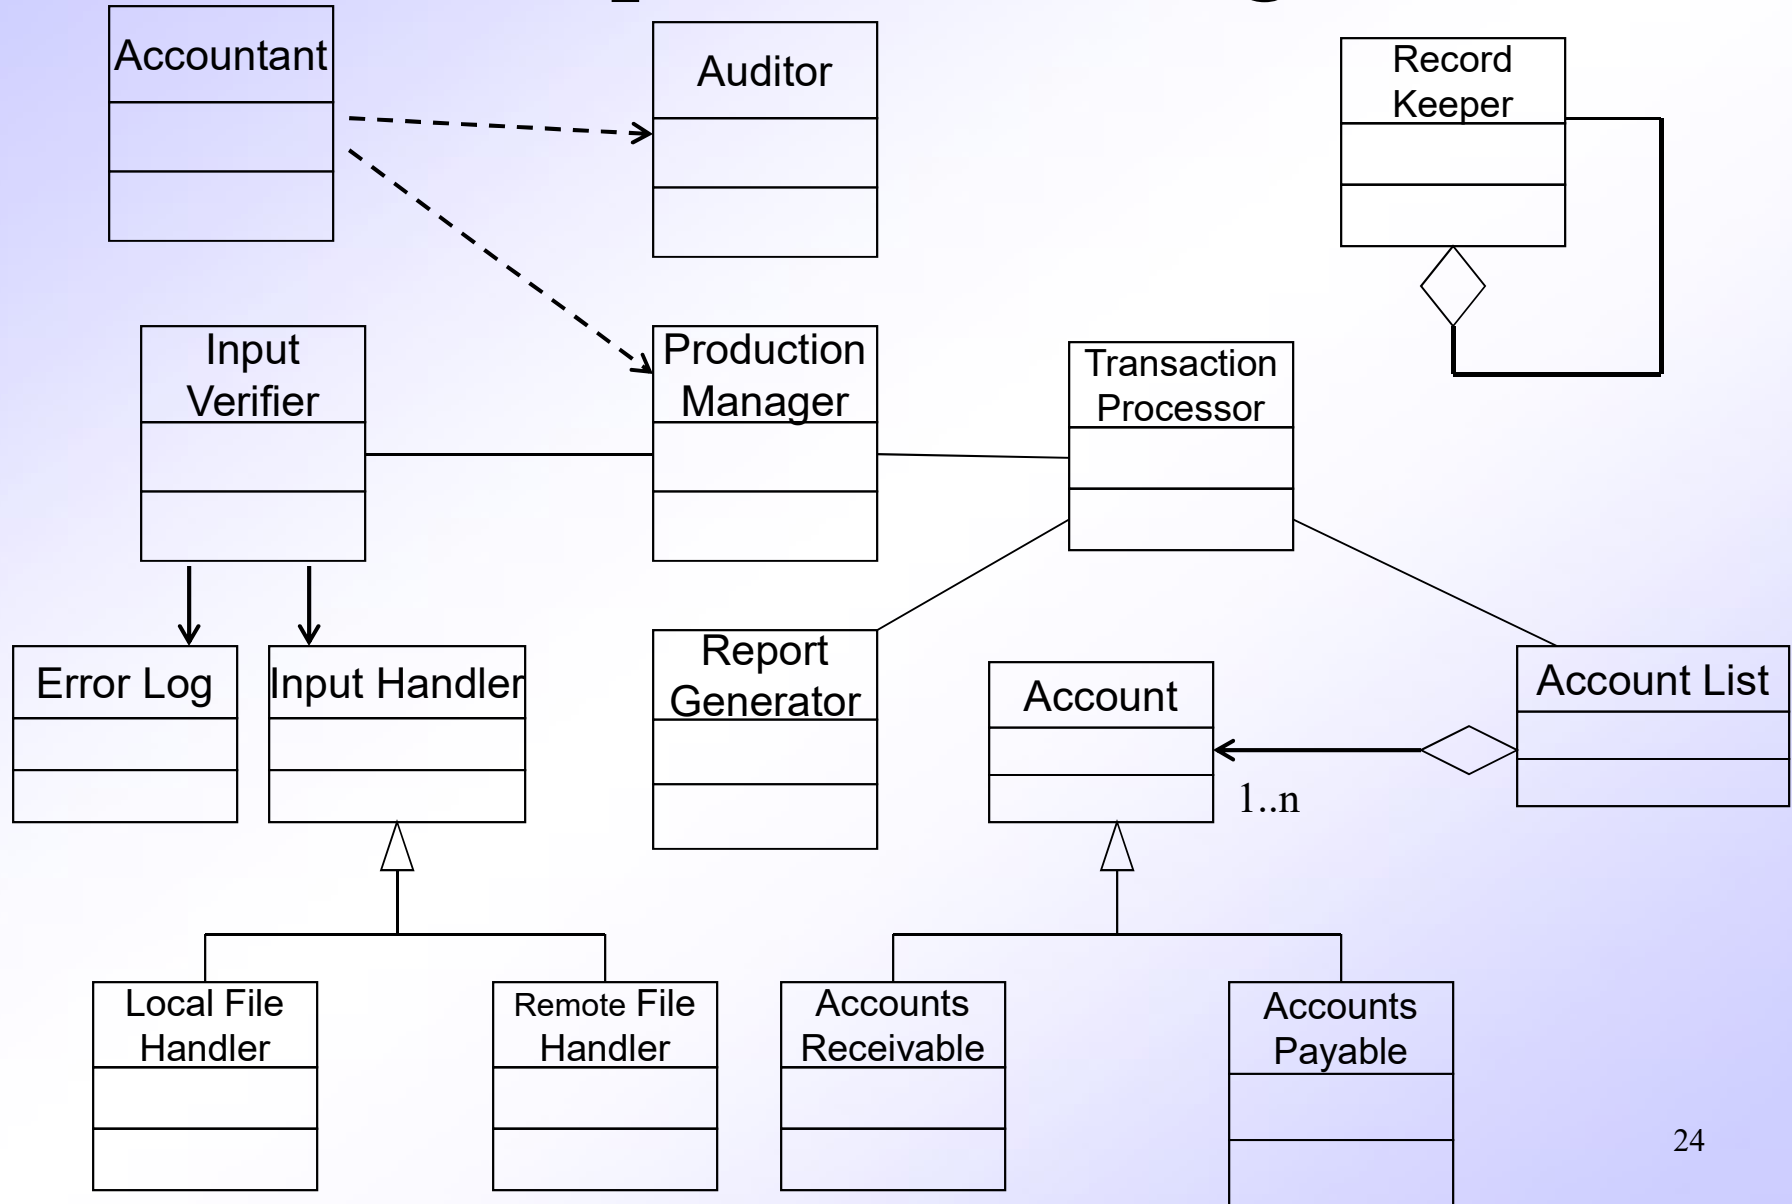 Accountant
Auditor
Record
Keeper
Input
Verifier
Production
Manager
Transaction
Processor
Error Log
Input Handler
Report
Generator
Account
Account List
1..n
Local File
Handler
Remote File
Handler
Accounts
Receivable
Accounts
Payable
24